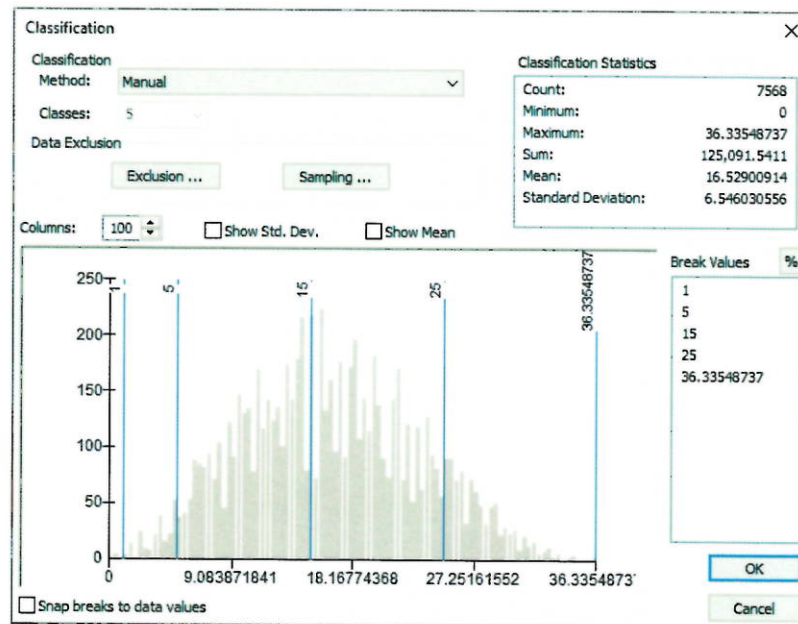 Classification
Classification
Method: Manual
Classes: 5
Data Exclusion
Exclusion ...
Sampling ...
Classification Statistics
Count: 7568
Minimum: 0
Maximum: 36.33548737
Sum: 125,091.5411
Mean: 16.52900914
Standard Deviation: 6.546030556
Columns: 100
Show Std. Dev.
Show Mean
Break Values %
1
5
15
25
36.33548737
250
200
150
100
50
0
1
5
15
25
36.33548737
0 9.083871841 18.16774368 27.25161552 36.3354873
Snap breaks to data values
OK
Cancel